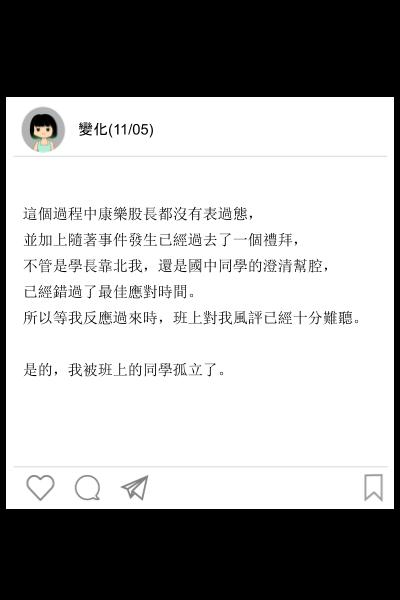 變化(11/05)
這個過程中康樂股長都沒有表過態，
並加上隨著事件發生已經過去了一個禮拜，
不管是學長靠北我，還是國中同學的澄清幫腔，
已經錯過了最佳應對時間。
所以等我反應過來時，班上對我風評已經十分難聽。
是的，我被班上的同學孤立了。